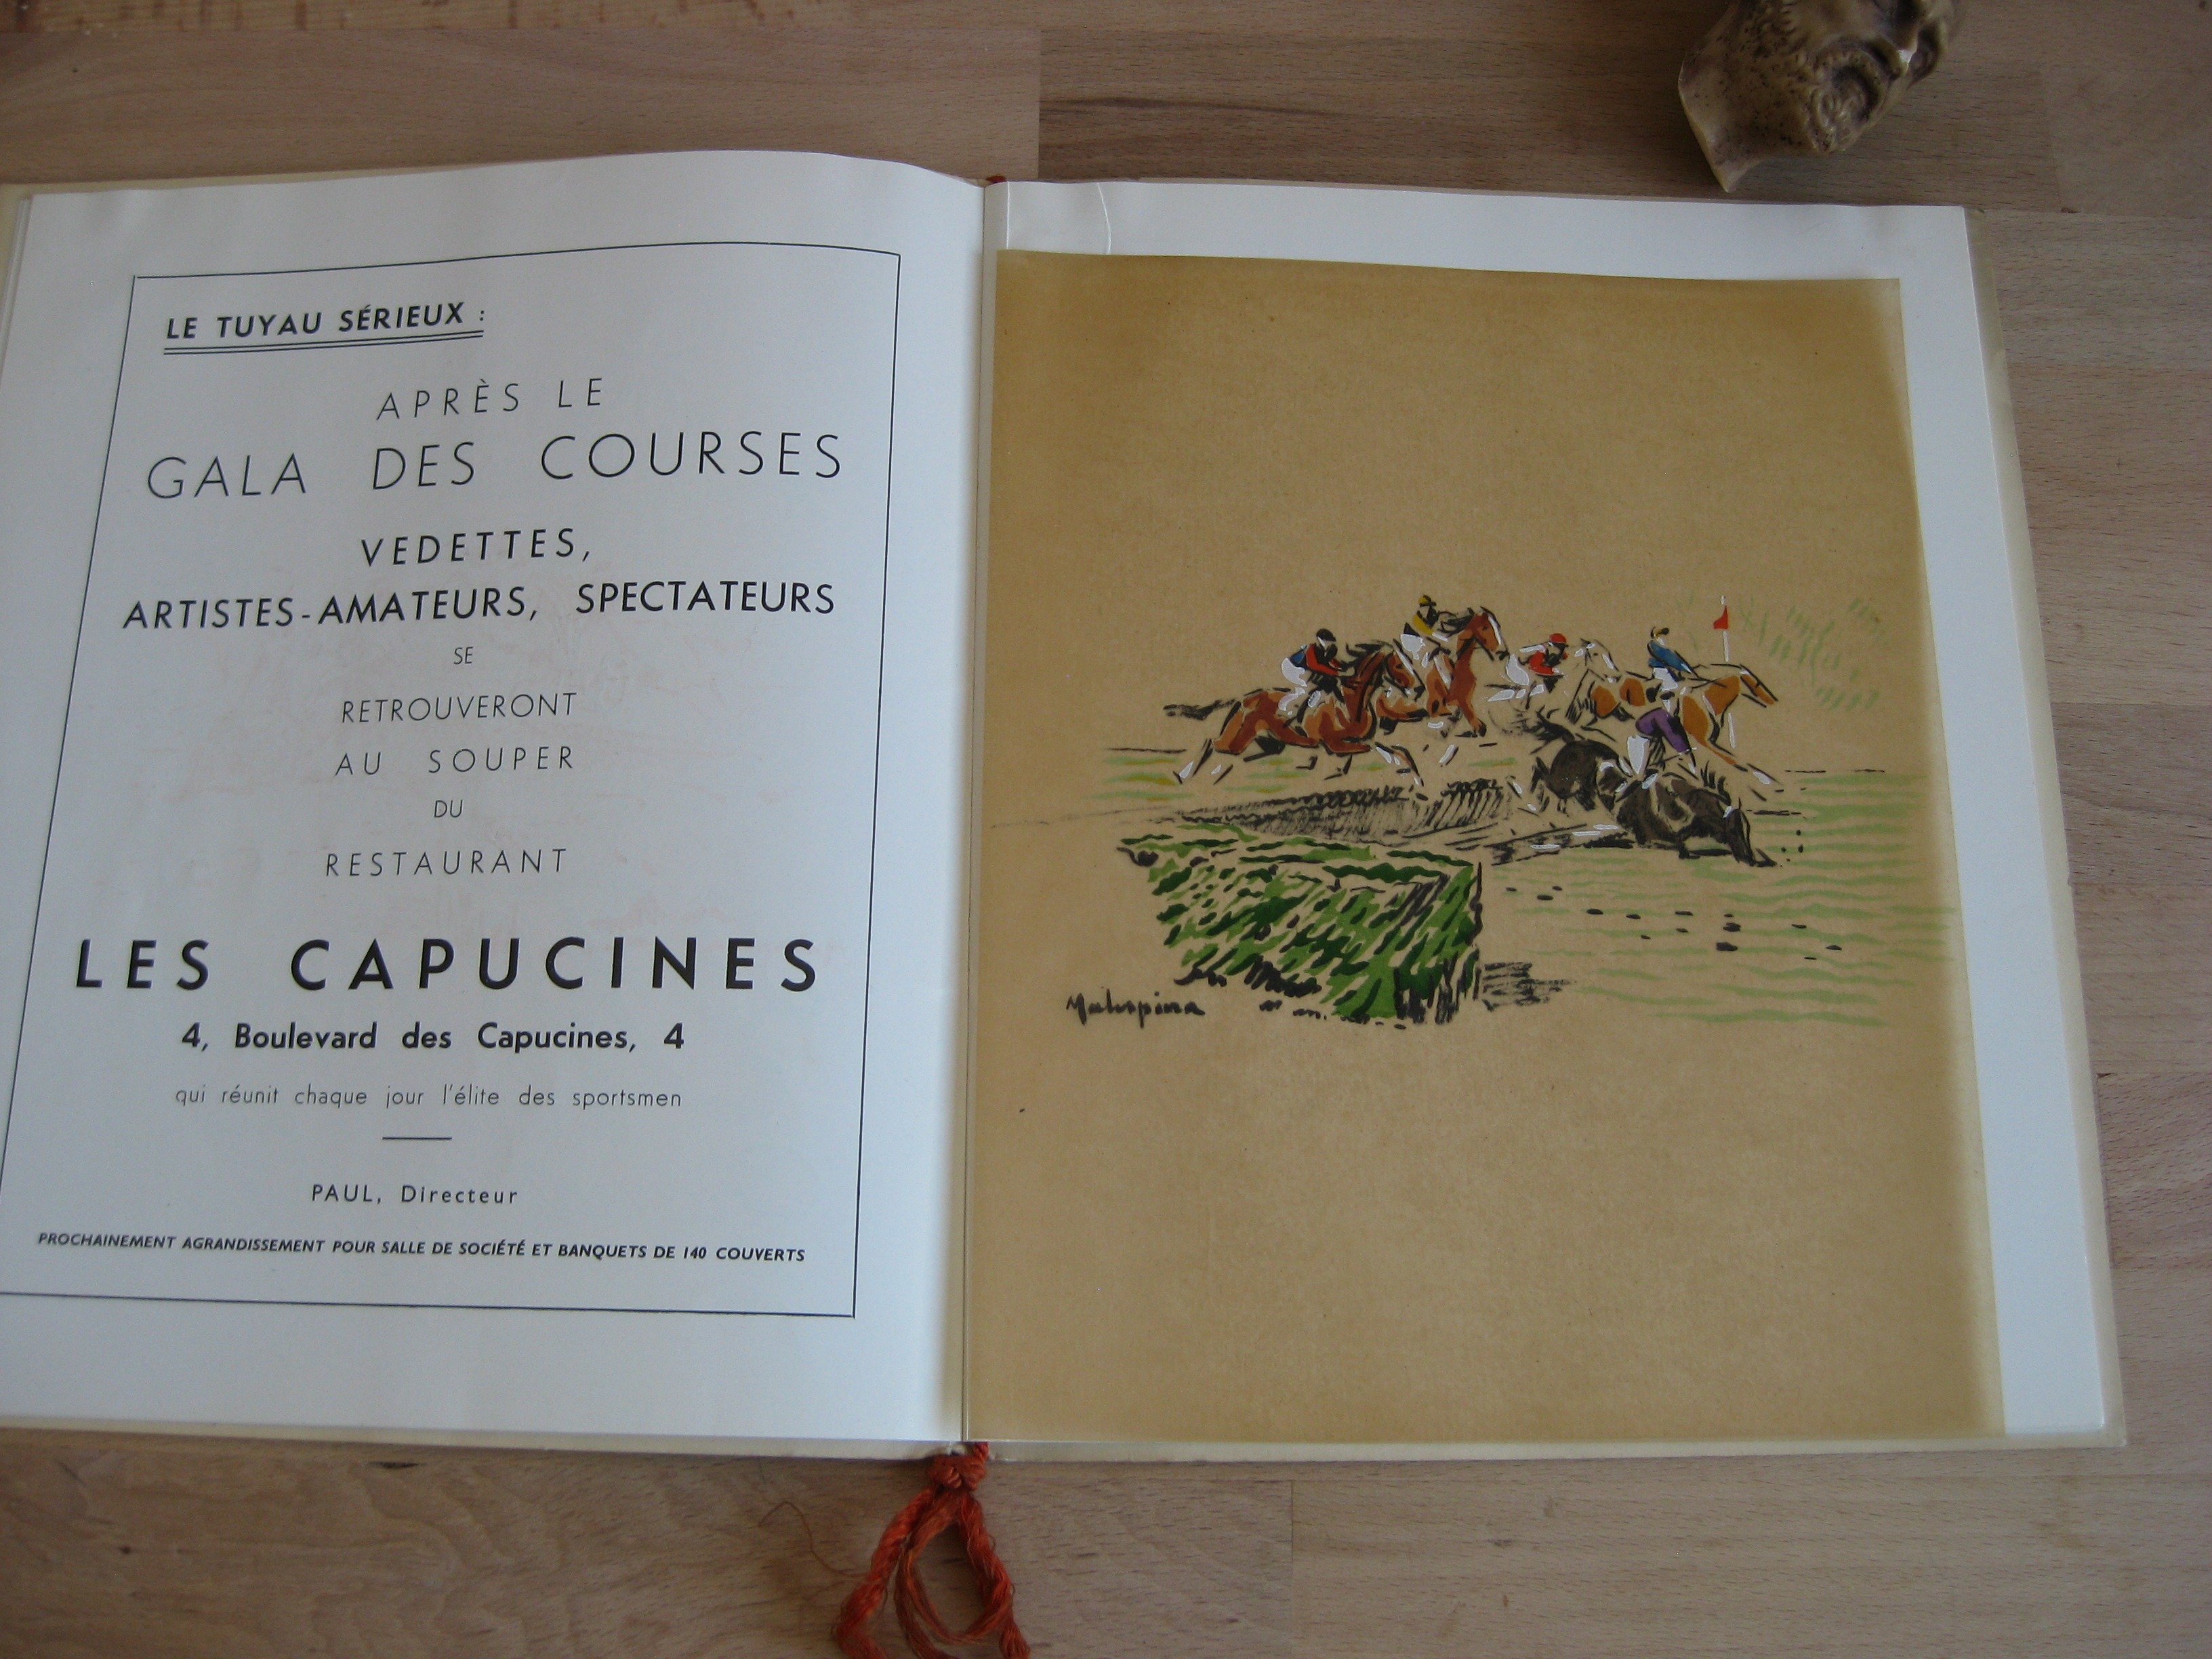 LE TUYAU SÉRIEUX :
APRÈS LE
GALA DES COURSES
VEDETTES,
ARTISTES-AMATEURS, SPECTATEURS
SE
RETROUVERONT
AU SOUPER
DU
RESTAURANT
LES CAPUCINES
4, Boulevard des Capucines, 4
qui réunit chaque jour l'élite des sportsmen
PAUL, Directeur
PROCHAINEMENT AGRANDISSEMENT POUR SALLE DE SOCIÉTÉ ET BANQUETS DE 140 COUVERTS
Malespina